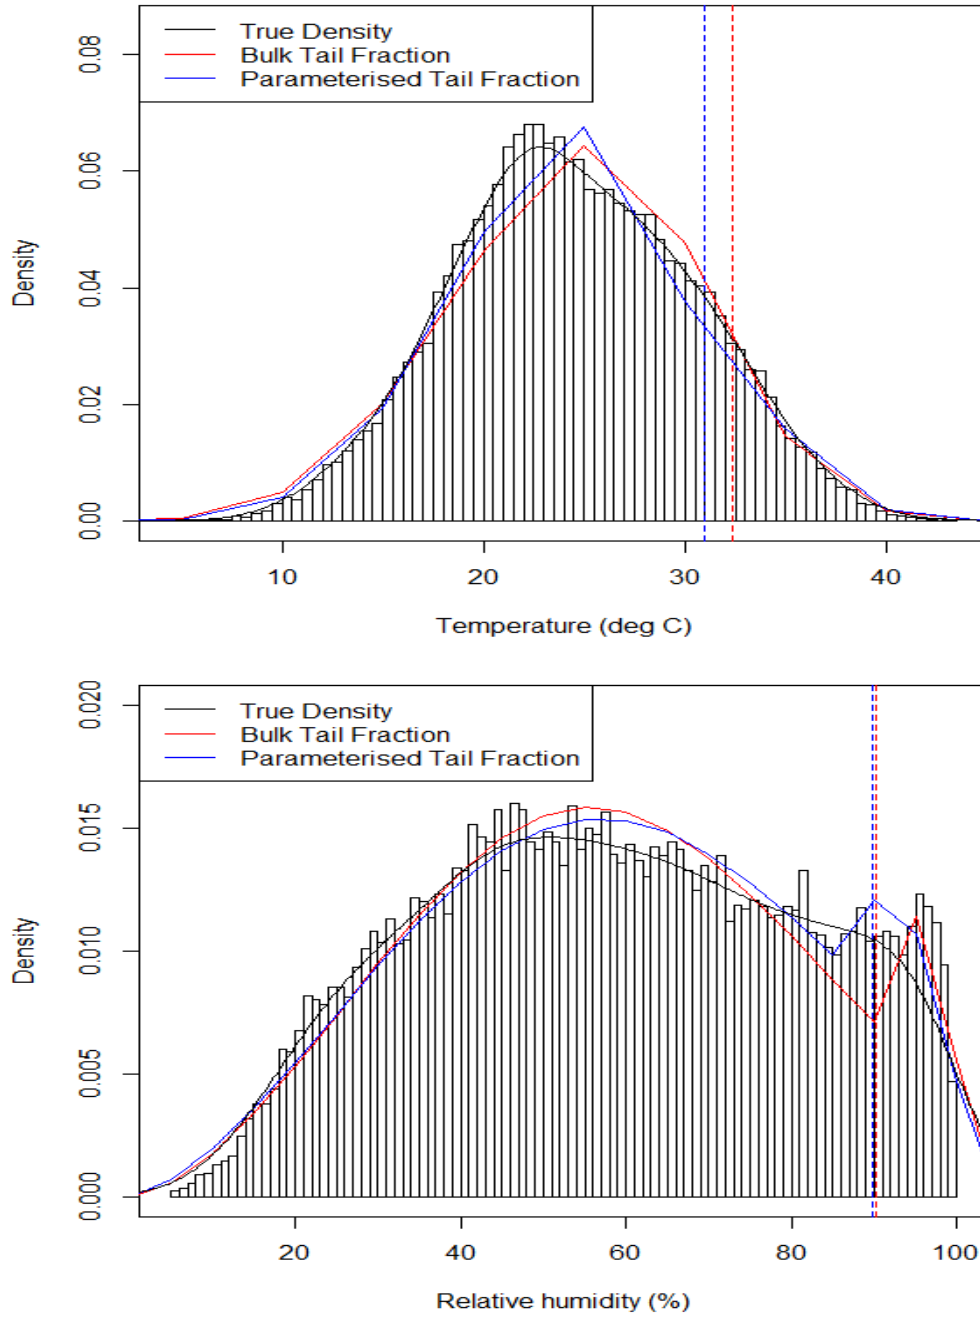 True Density
Bulk Tail Fraction
Parameterised Tail Fraction
0.08
0.06
0.04
0.02
0.00
Density
10 20 30 40
Temperature (deg C)
True Density
Bulk Tail Fraction
Parameterised Tail Fraction
0.020
0.015
0.010
0.005
0.000
Density
20 40 60 80 100
Relative humidity (%)